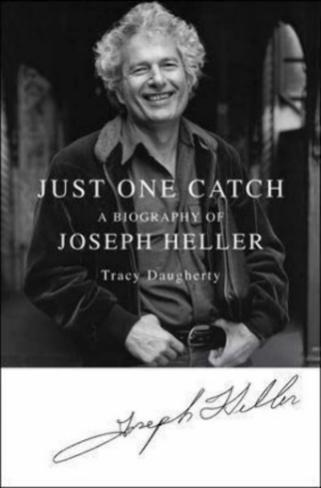 JUST ONE CATCH
A BIOGRAPHY OF
JOSEPH HELLER
Tracy Daugherty
Joseph Heller